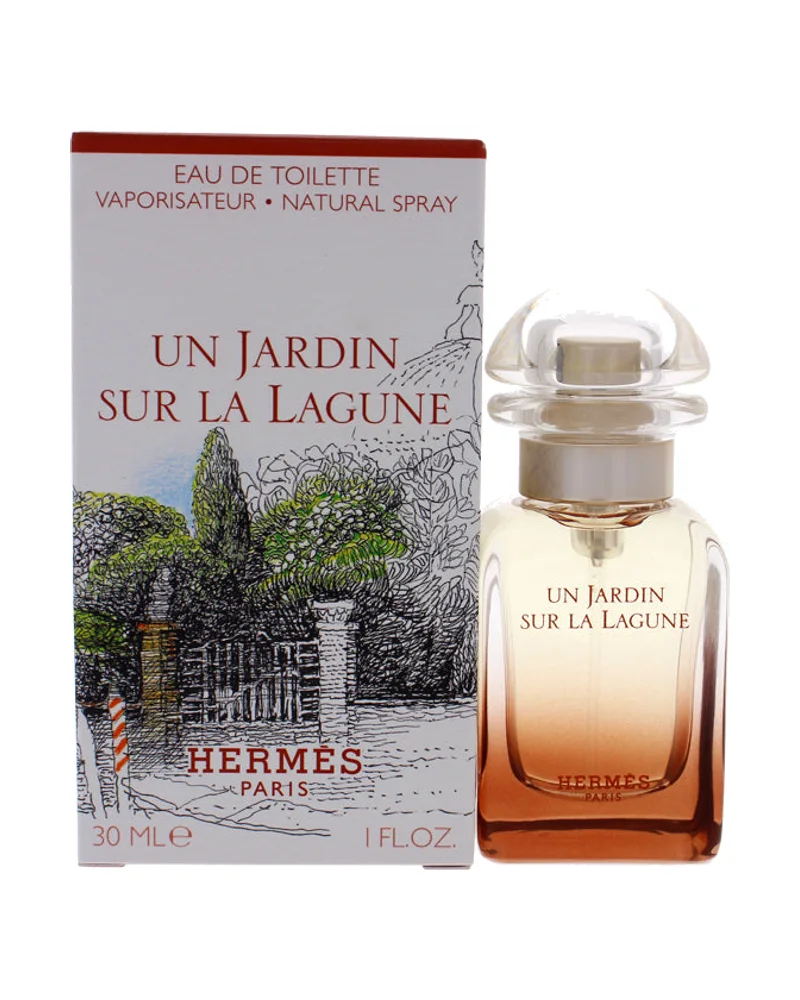 EAU DE TOILETTE
VAPORISATEUR • NATURAL SPRAY
UN JARDIN
SUR LA LAGUNE
HERMÈS
PARIS
30 ML ℮
1 FL.OZ.
UN JARDIN
SUR LA LAGUNE
HERMÈS
PARIS